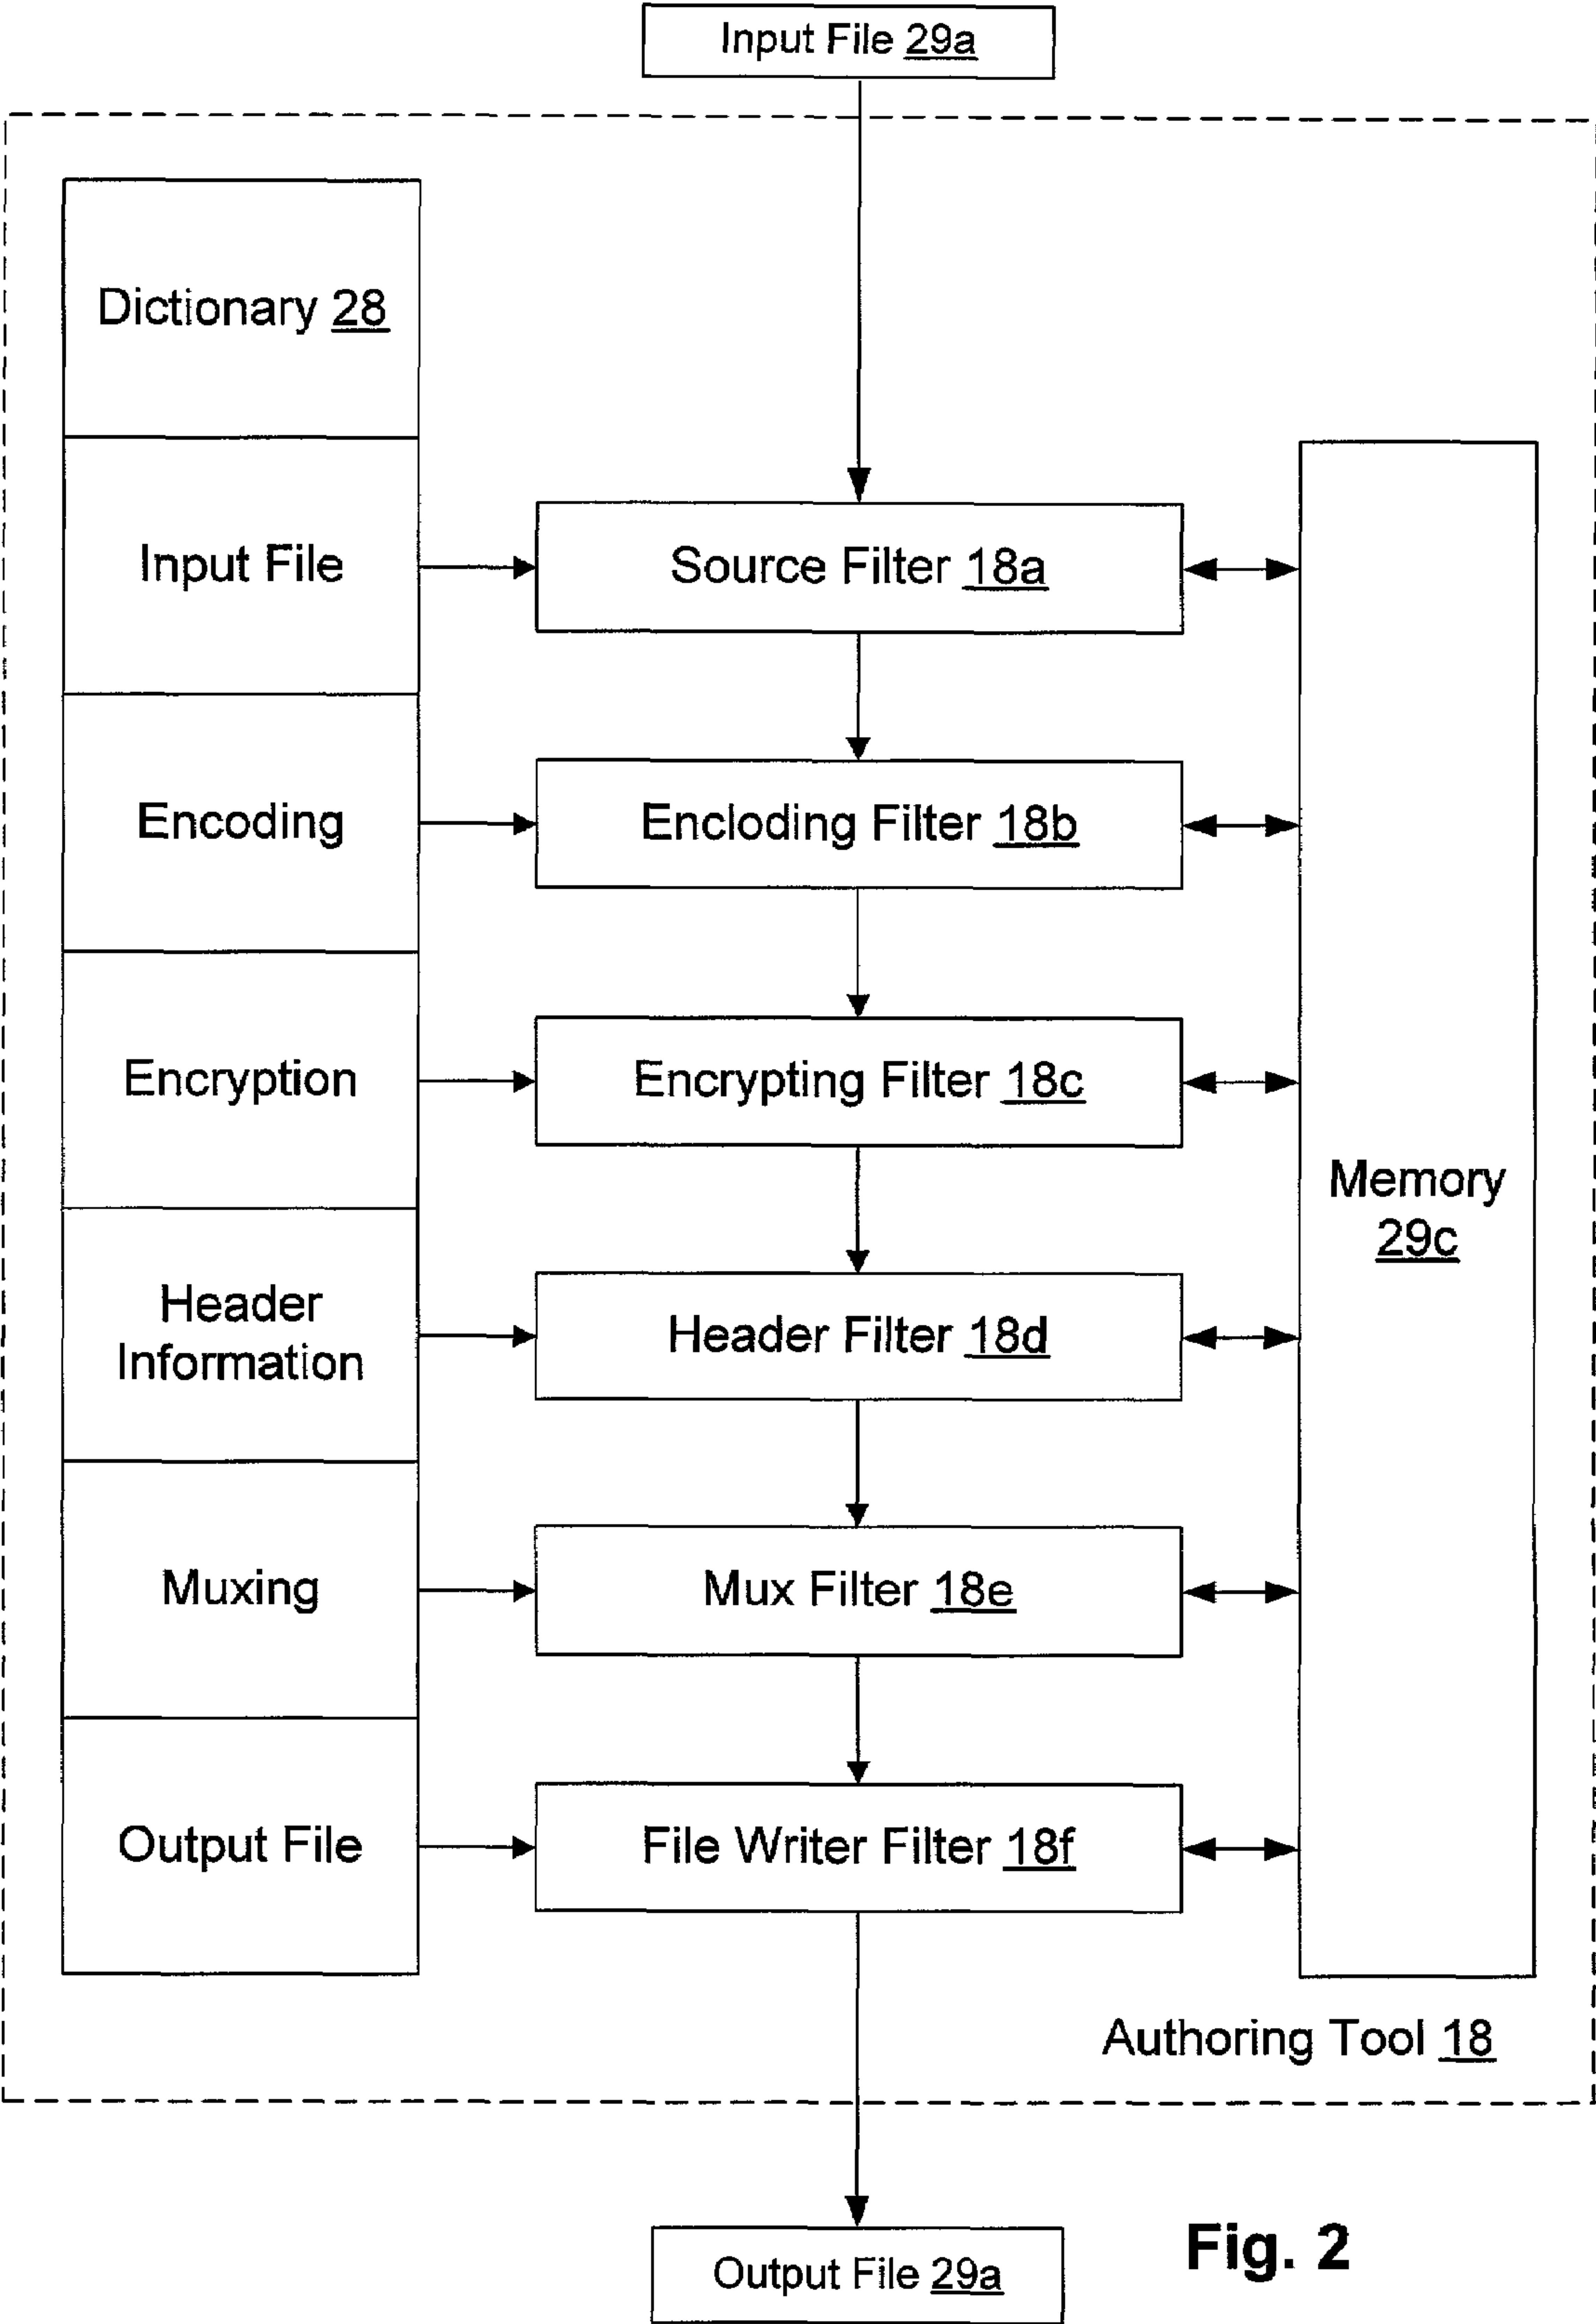 Input File 29a
Dictionary 28
Input File
Source Filter 18a
Encoding
Encloding Filter 18b
Encryption
Encrypting Filter 18c
Memory
29c
Header
Information
Header Filter 18d
Muxing
Mux Filter 18e
Output File
File Writer Filter 18f
Authoring Tool 18
Output File 29a
Fig. 2